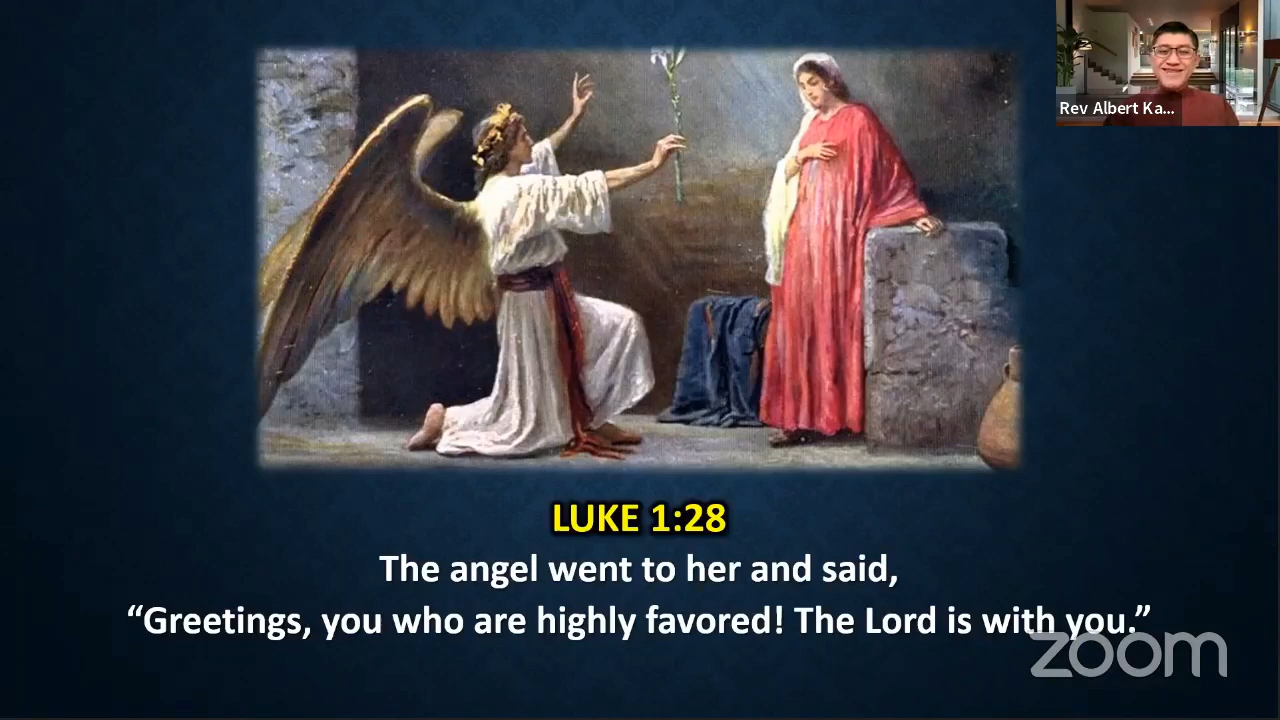 Rev Albert Ka...
LUKE 1:28
The angel went to her and said,
“Greetings, you who are highly favored! The Lord is with you.”
zoom